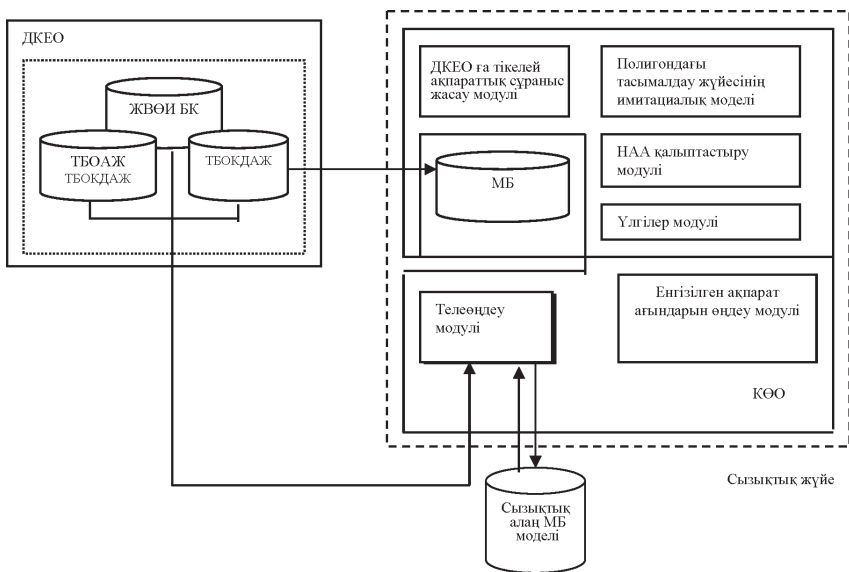 ДКЕО
ЖВӨИ БК
ТБОАЖ
ТБОКДАЖ
ТБОКДАЖ
ДКЕО ға тікелей
ақпараттық сұраныс
жасау модулі
Полигондағы
тасымалдау жүйесінің
имитациалық моделі
МБ
НАА қалыптастыру
модулі
Үлгілер модулі
Телеөңдеу
модулі
Енгізілген ақпарат
ағындарын өңдеу модулі
КӨО
Сызықтық жүйе
Сызықтық
алаң МБ
моделі